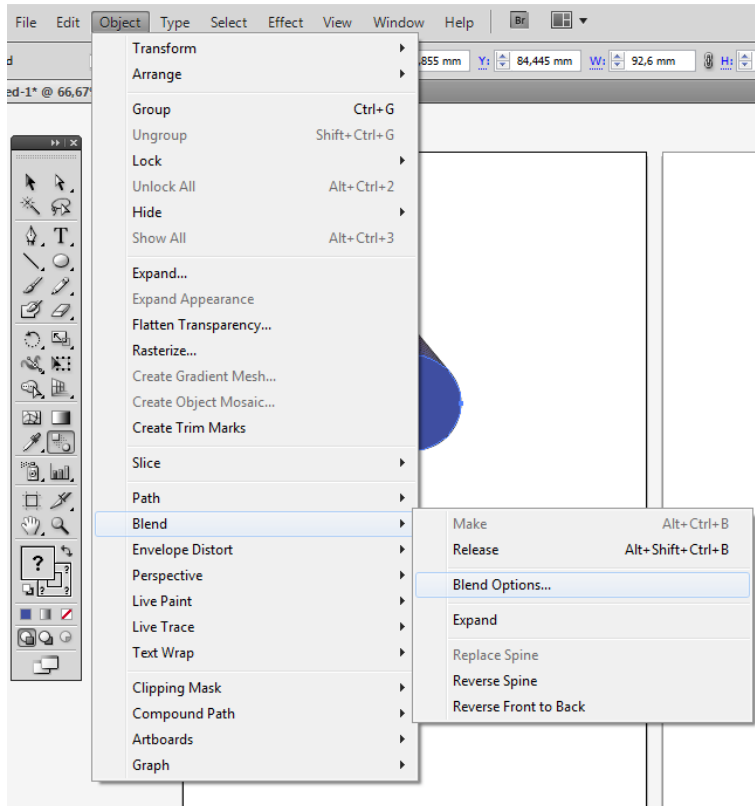 File Edit Object Type Select Effect View Window Help Br
d 855 mm Y: 84,445 mm W: 92,6 mm H:
ed-1* @ 66,67
Transform
Arrange
Group Ctrl+G
Ungroup Shift+Ctrl+G
Lock
Unlock All Alt+Ctrl+2
Hide
Show All Alt+Ctrl+3
Expand...
Expand Appearance
Flatten Transparency...
Rasterize...
Create Gradient Mesh...
Create Object Mosaic...
Create Trim Marks
Slice
Path
Blend
Envelope Distort
Perspective
Live Paint
Live Trace
Text Wrap
Clipping Mask
Compound Path
Artboards
Graph
Make Alt+Ctrl+B
Release Alt+Shift+Ctrl+B
Blend Options...
Expand
Replace Spine
Reverse Spine
Reverse Front to Back
T
?
?
? ?